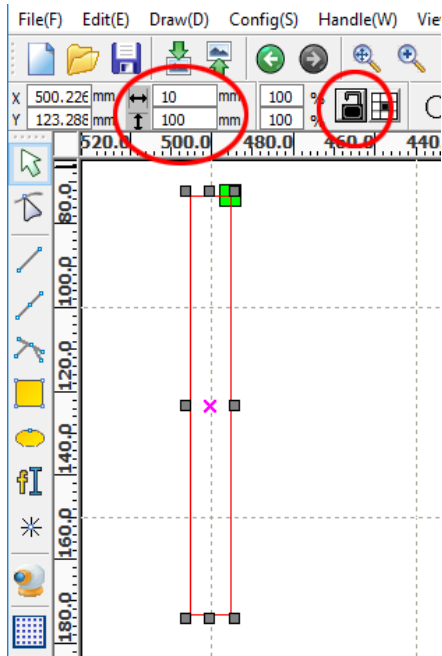 File(F) Edit(E) Draw(D) Config(S) Handle(W) Vie
X 500.226 mm 10 mm 100 %
Y 123.288 mm 100 mm 100 %
520.0 500.0 480.0 460.0 440.
80.0
100.0
120.0
140.0
160.0
180.0